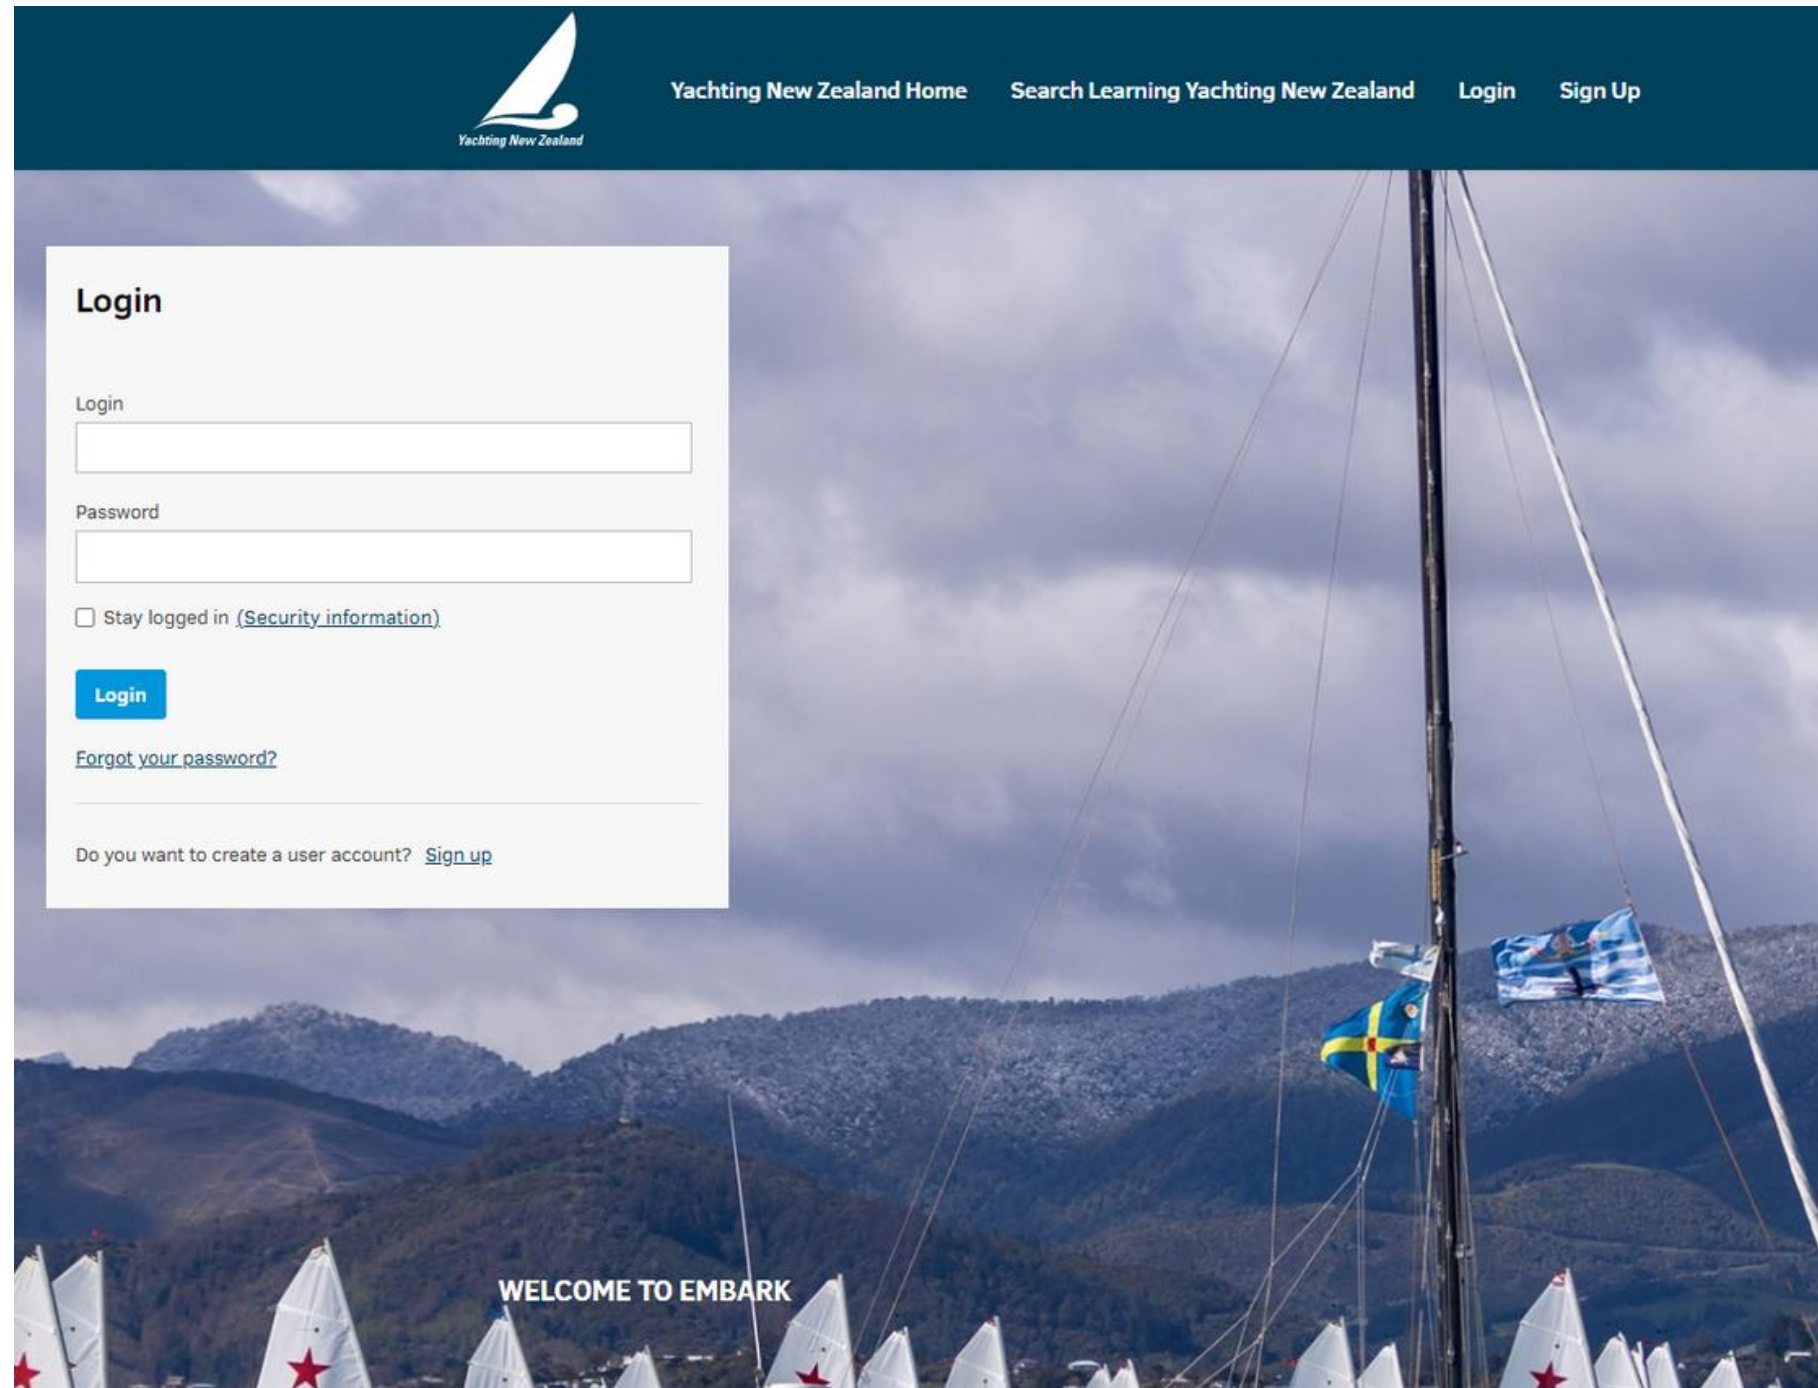 Yachting New Zealand
Yachting New Zealand Home
Search Learning Yachting New Zealand
Login
Sign Up
Login
Login
Password
Stay logged in (Security information)
Login
Forgot your password?
Do you want to create a user account? Sign up
WELCOME TO EMBARK